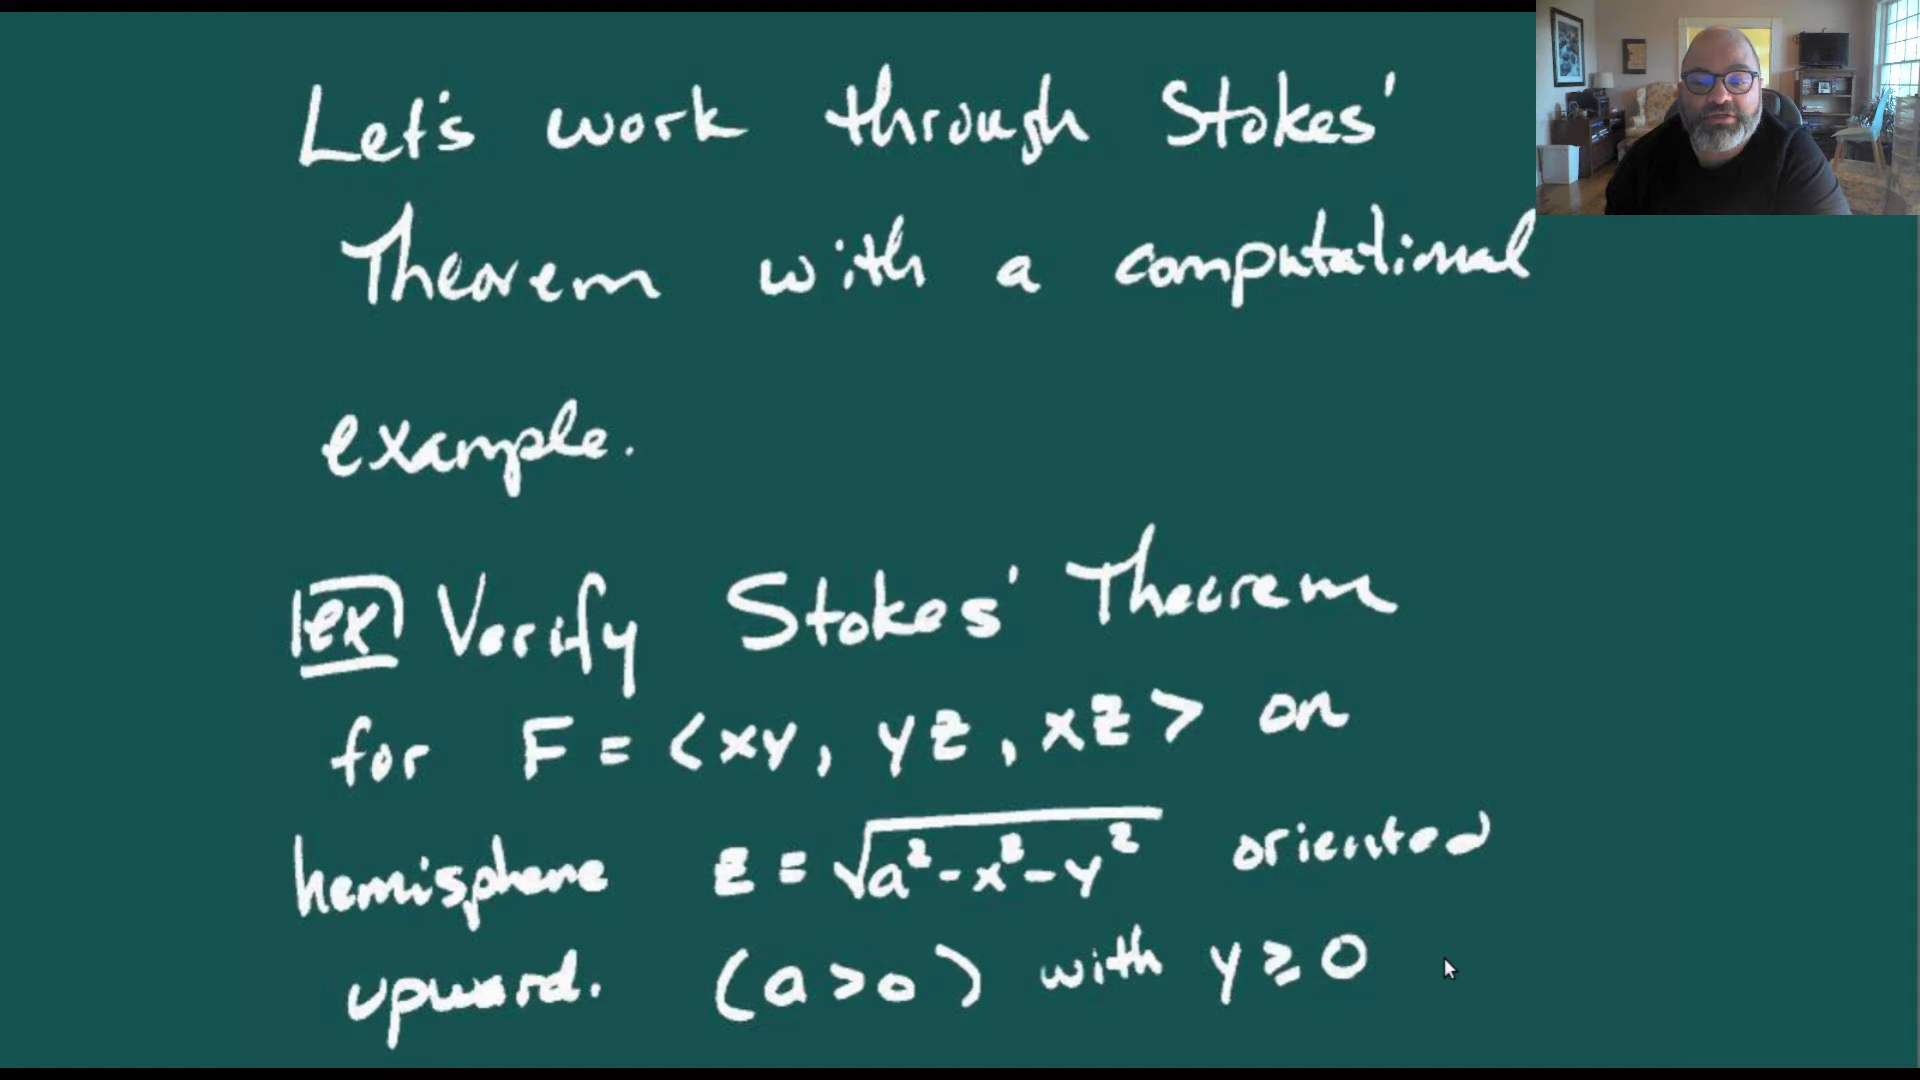 Let's work through Stokes'
Theorem with a computational
example.
ex Verify Stokes' Theorem
for F = <xy, yz, xz> on
hemisphere z = √a²-x²-y² oriented
upward. (a>0) with y≥0